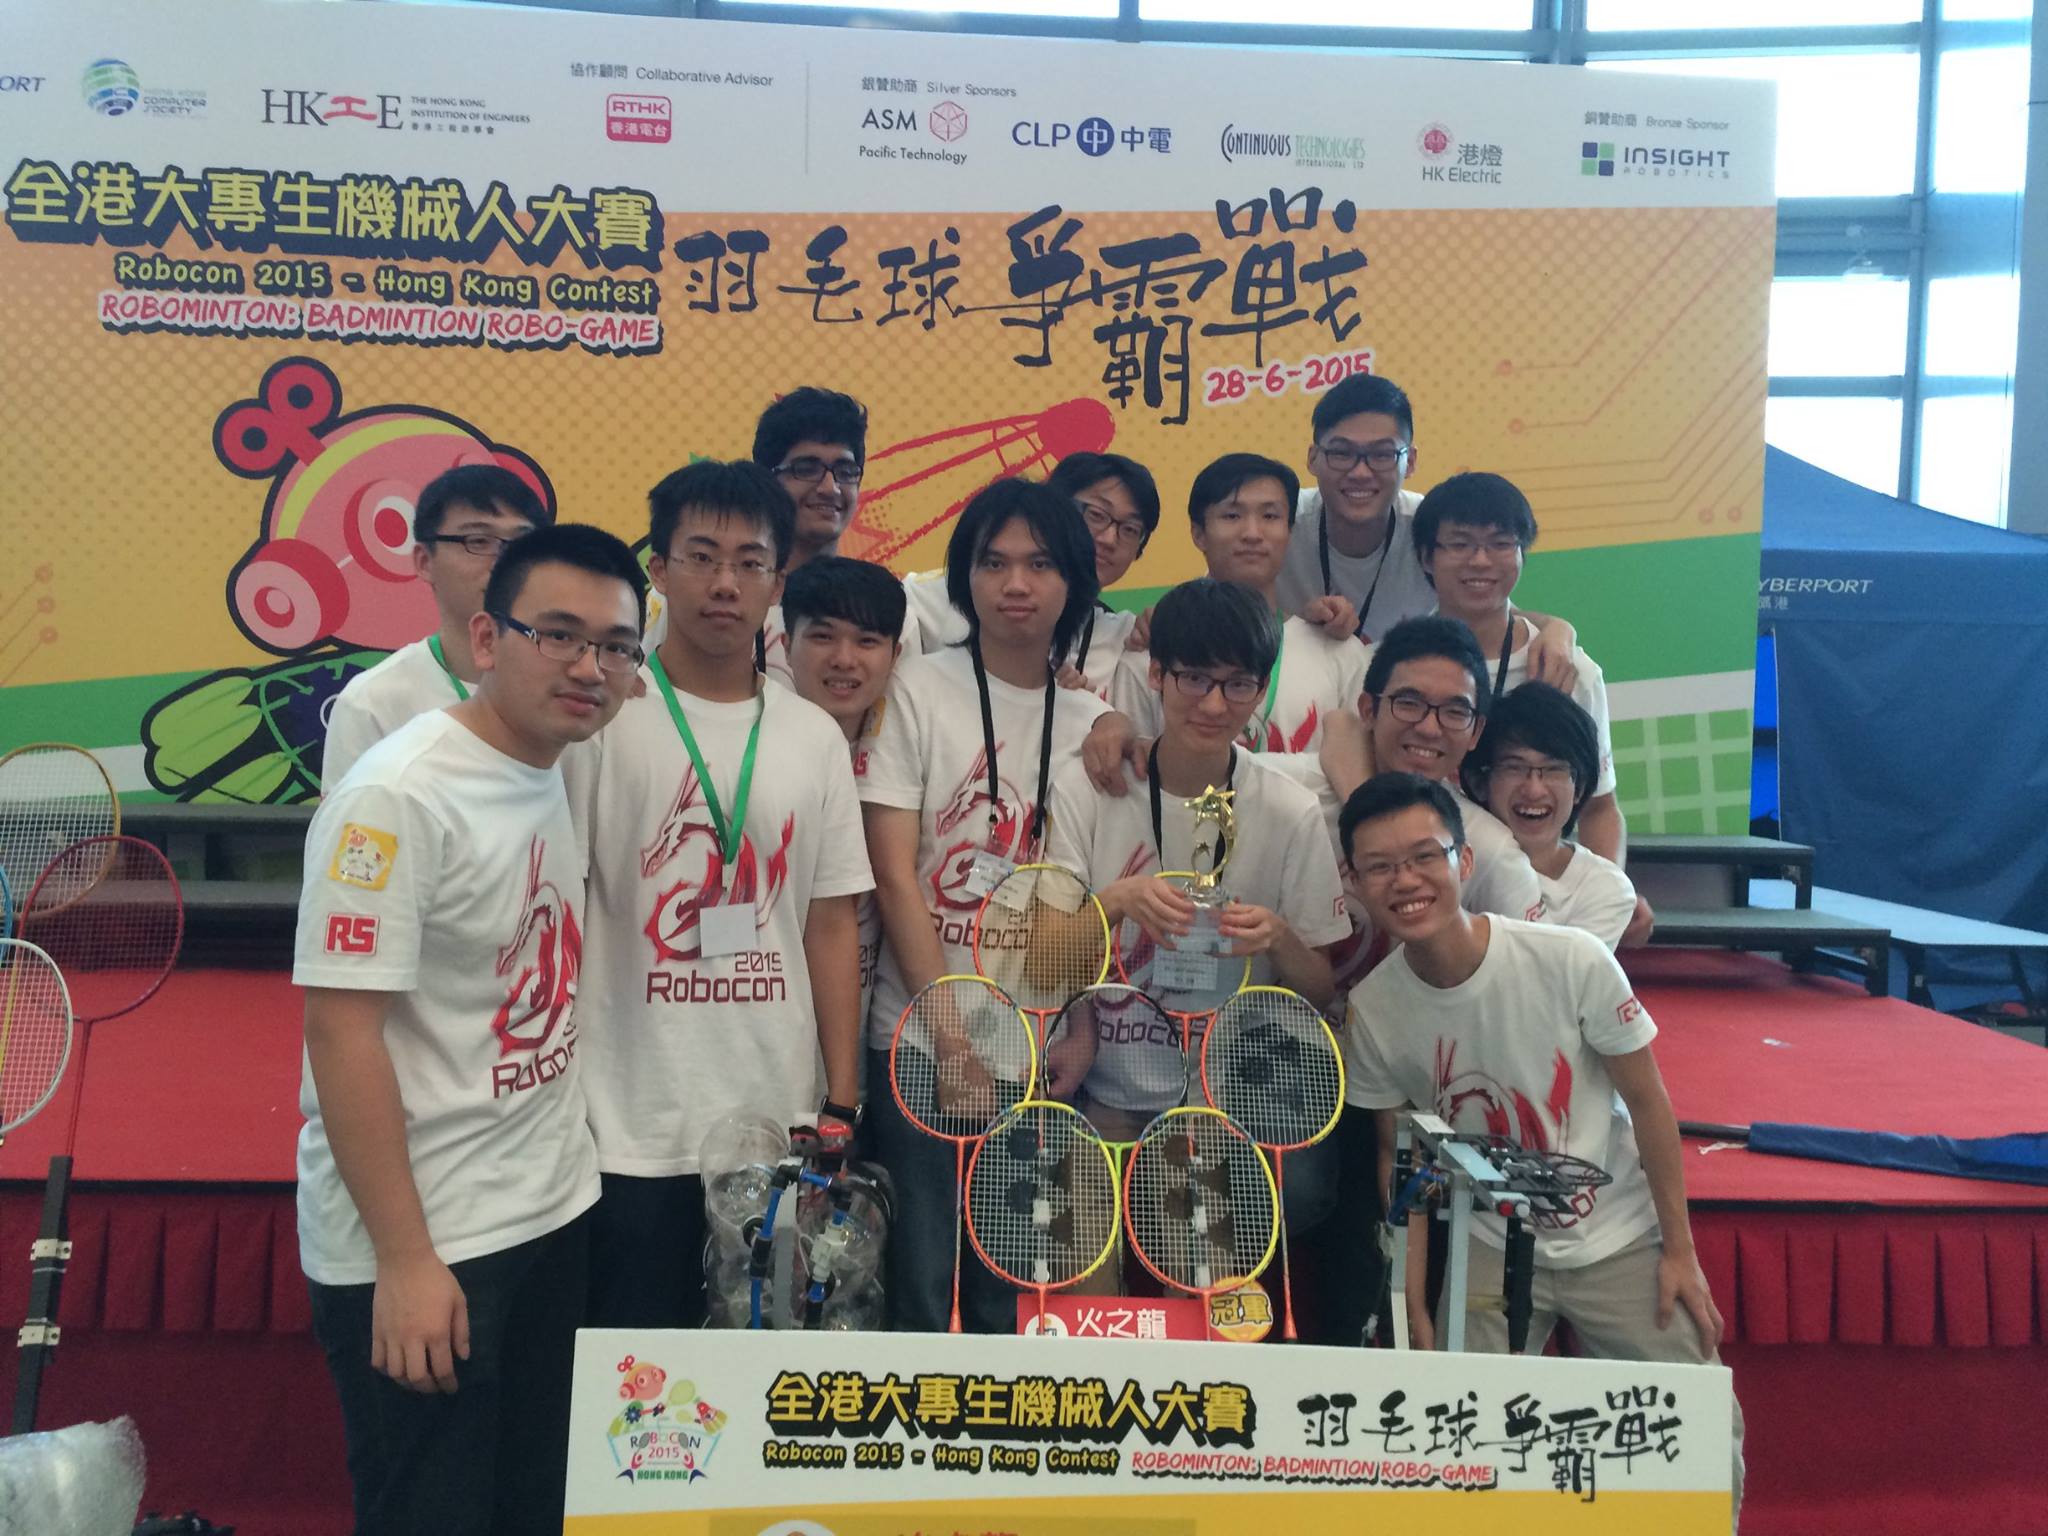 PORT
HONG KONG
COMPUTER
SOCIETY
HK工E
THE HONG KONG
INSTITUTION OF ENGINEERS
香港工程師學會
協作顧問 Collaborative Advisor
RTHK
香港電台
銀贊助商 Silver Sponsors
ASM
Pacific Technology
CLP 中 中電
CONTINUOUS TECHNOLOGIES
INTERNATIONAL LTD
港燈
HK Electric
銅贊助商 Bronze Sponsor
INSIGHT
ROBOTICS
全港大專生機械人大賽
Robocon 2015 - Hong Kong Contest
ROBOMINTON: BADMINTION ROBO-GAME
羽毛球爭霸戰
28-6-2015
YBERPORT
碼港
RS
Roboc
2015
Robocon
RS
Robocon
Robocon
火之龍
冠軍
ROBOCON
2015
HONG KONG
全港大專生機械人大賽
Robocon 2015 - Hong Kong Contest
ROBOMINTON: BADMINTION ROBO-GAME
羽毛球爭霸戰